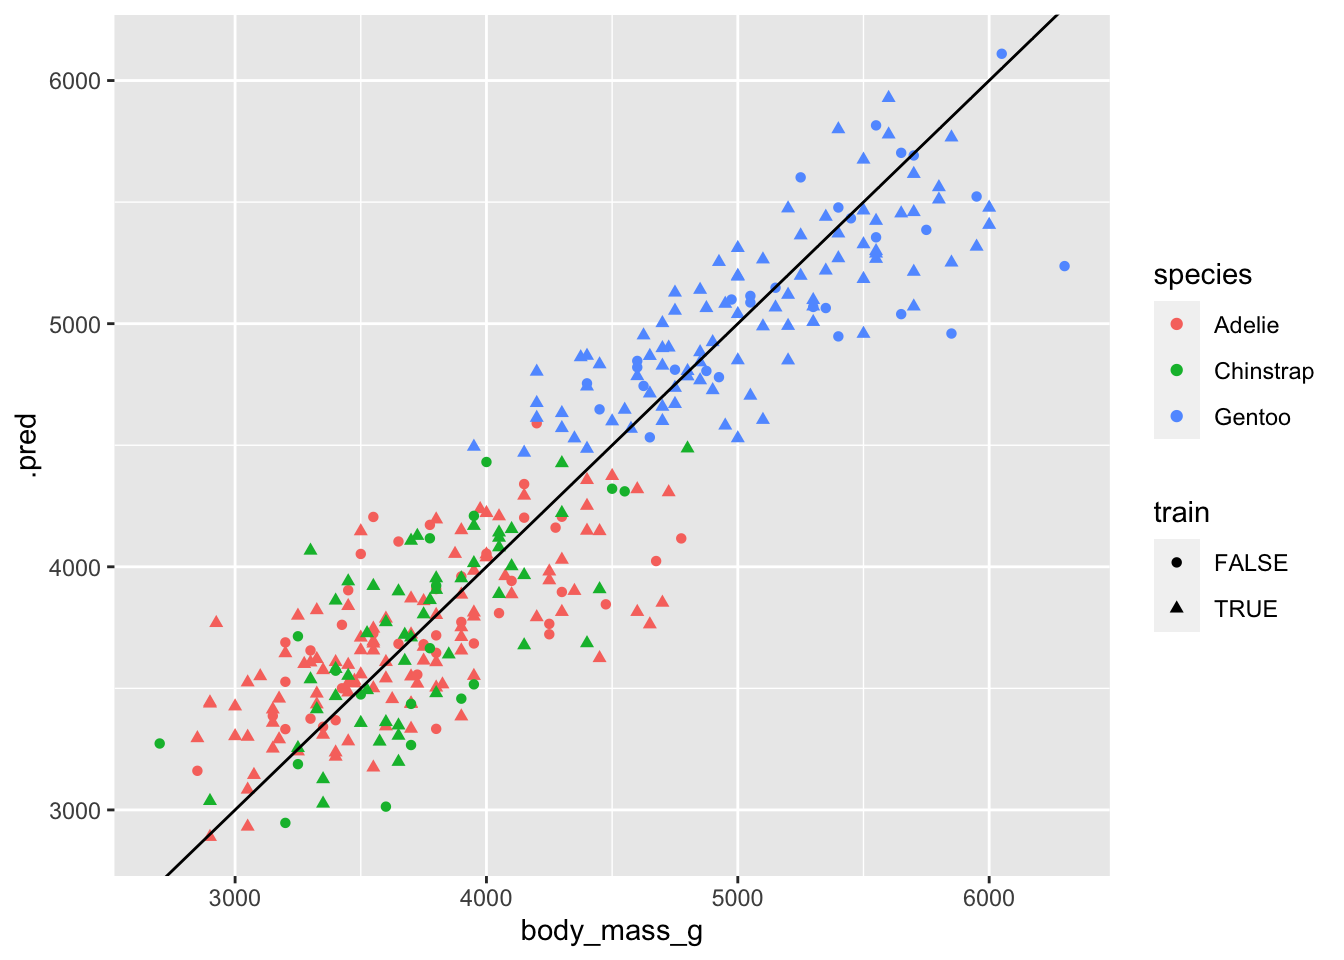 6000
5000
4000
3000
.pred
3000
4000
5000
6000
body_mass_g
species
Adelie
Chinstrap
Gentoo
train
FALSE
TRUE